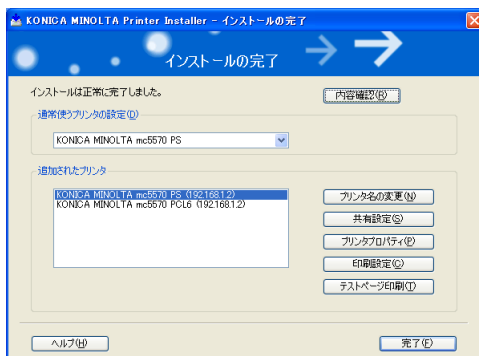 KONICA MINOLTA Printer Installer - インストールの完了
インストールの完了
インストールは正常に完了しました。
内容確認(R)
通常使うプリンタの設定(D)
KONICA MINOLTA mc5570 PS
追加されたプリンタ
KONICA MINOLTA mc5570 PS (192.168.1.2)
KONICA MINOLTA mc5570 PCL6 (192.168.1.2)
プリンタ名の変更(N)
共有設定(S)
プリンタプロパティ(P)
印刷設定(C)
テストページ印刷(T)
ヘルプ(H)
完了(F)